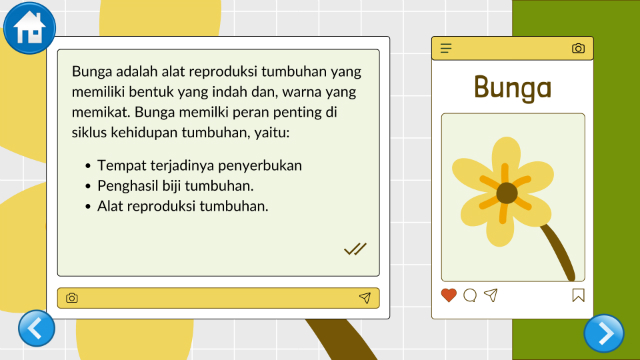 Bunga adalah alat reproduksi tumbuhan yang
memiliki bentuk yang indah dan, warna yang
memikat. Bunga memilki peran penting di
siklus kehidupan tumbuhan, yaitu:
• Tempat terjadinya penyerbukan
• Penghasil biji tumbuhan.
• Alat reproduksi tumbuhan.
Bunga